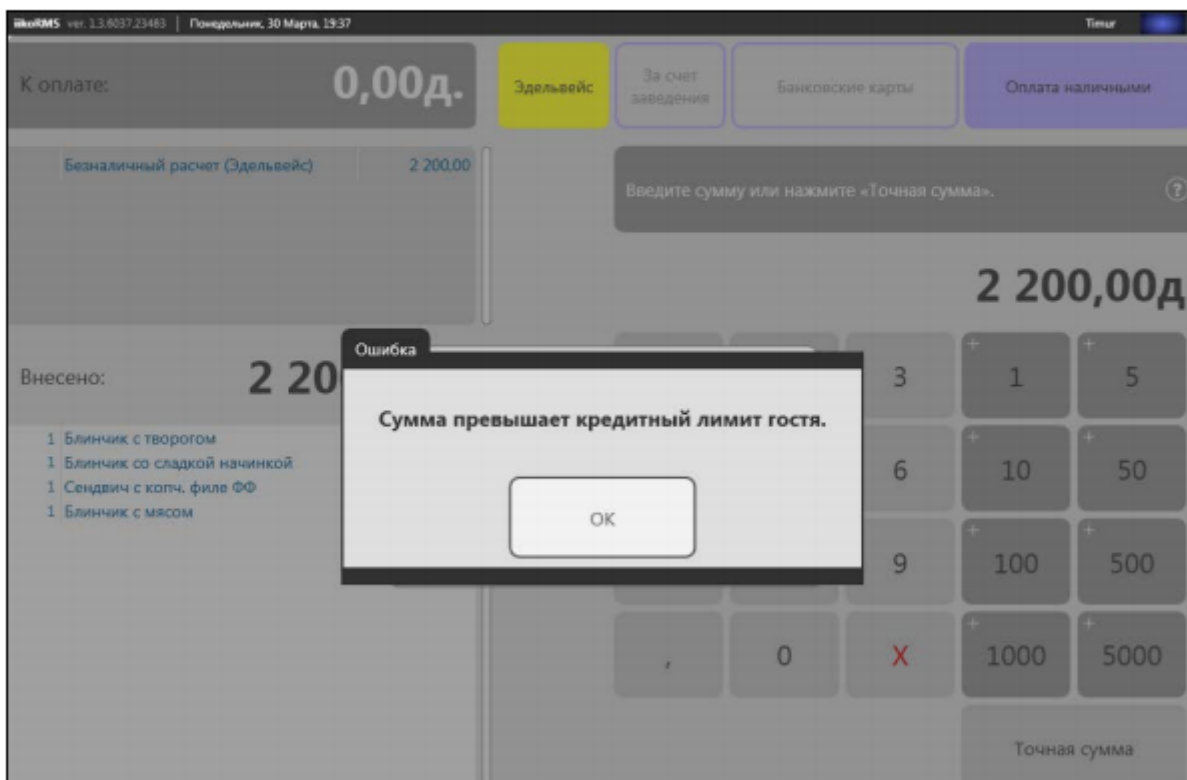 iikoRMS ver. 1.3.6037.23483 | Понедельник, 30 Марта, 19:37 Timur
К оплате: 0,00д.
Эдельвейс
За счет
заведения
Банковские карты
Оплата наличными
Безналичный расчет (Эдельвейс) 2 200,00
Введите сумму или нажмите «Точная сумма». ?
2 200,00д
Внесено: 2 20
Ошибка
Сумма превышает кредитный лимит гостя.
OK
1 Блинчик с творогом
1 Блинчик со сладкой начинкой
1 Сендвич с копч. филе ФФ
1 Блинчик с мясом
3 + 1 + 5
6 + 10 + 50
9 + 100 + 500
, 0 X + 1000 + 5000
Точная сумма